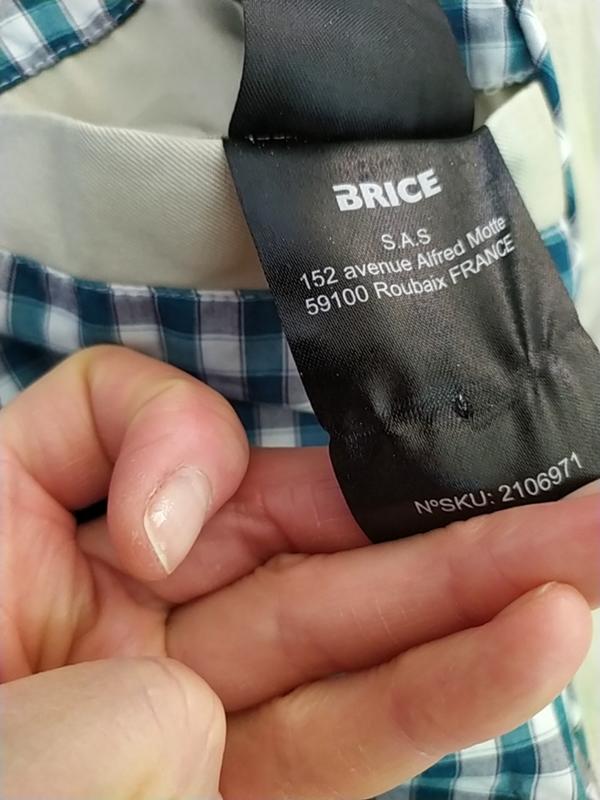 BRICE
S.A.S
152 avenue Alfred Motte
59100 Roubaix FRANCE
N°SKU: 2106971